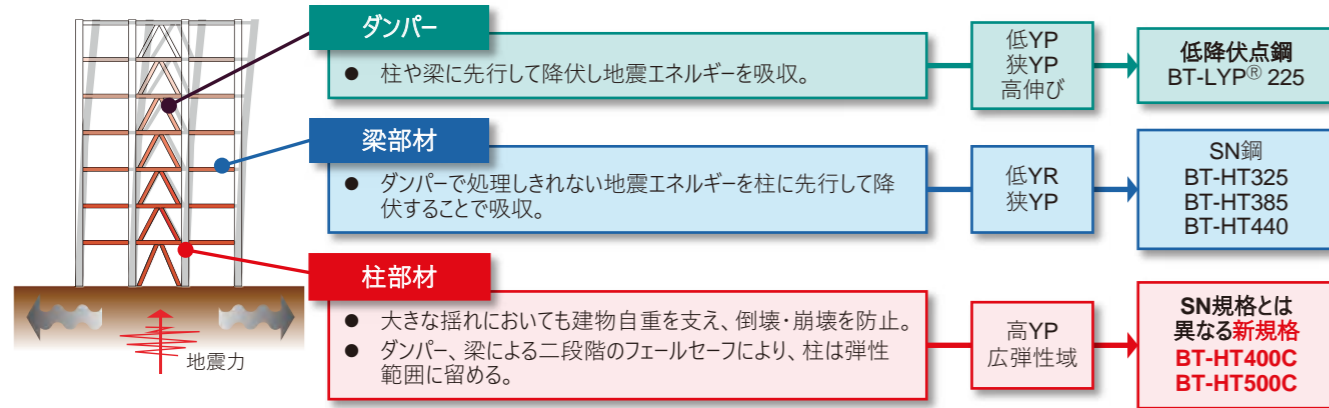 ダンパー
● 柱や梁に先行して降伏し地震エネルギーを吸収。
低YP
狭YP
高伸び
低降伏点鋼
BT-LYP® 225
梁部材
● ダンパーで処理しきれない地震エネルギーを柱に先行して降
伏することで吸収。
低YR
狭YP
SN鋼
BT-HT325
BT-HT385
BT-HT440
柱部材
● 大きな揺れにおいても建物自重を支え、倒壊・崩壊を防止。
● ダンパー、梁による二段階のフェールセーフにより、柱は弾性
範囲に留める。
高YP
広弾性域
SN規格とは
異なる新規格
BT-HT400C
BT-HT500C
地震力